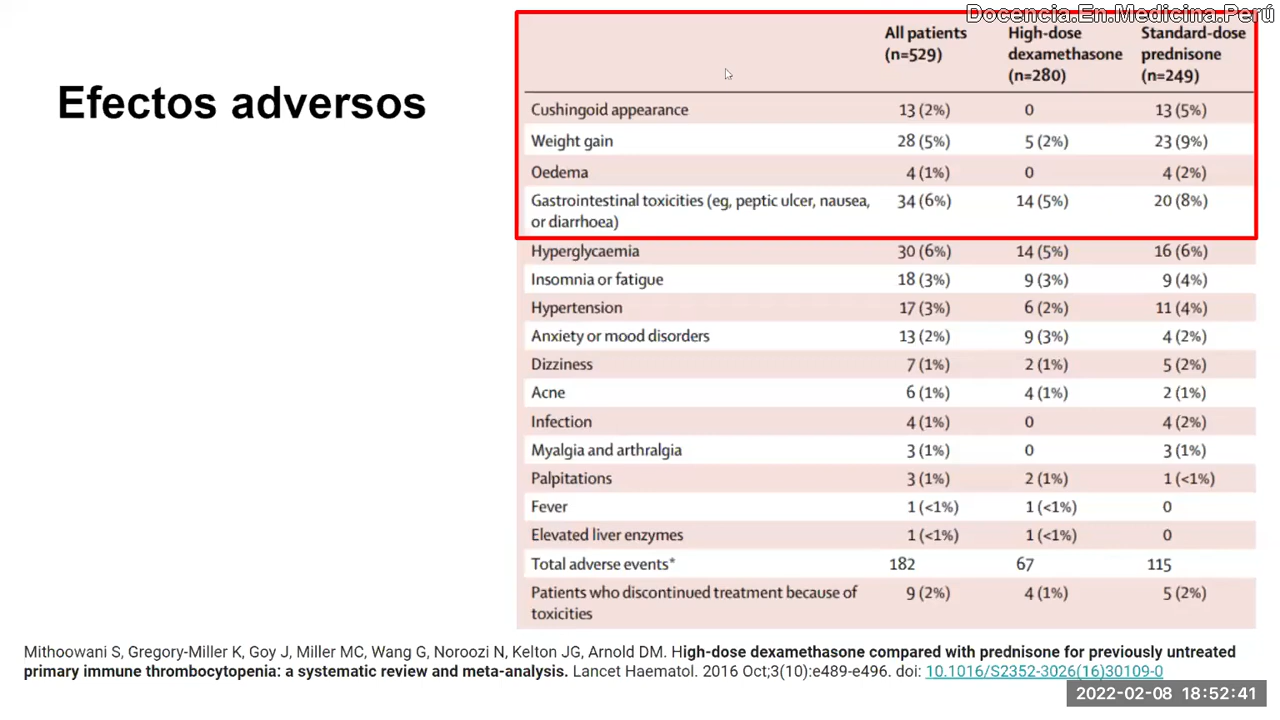 Docencia.En.Medicina.Perú
Efectos adversos
All patients (n=529) High-dose dexamethasone (n=280) Standard-dose prednisone (n=249)
Cushingoid appearance 13 (2%) 0 13 (5%)
Weight gain 28 (5%) 5 (2%) 23 (9%)
Oedema 4 (1%) 0 4 (2%)
Gastrointestinal toxicities (eg, peptic ulcer, nausea, 34 (6%) 14 (5%) 20 (8%)
or diarrhoea)
Hyperglycaemia 30 (6%) 14 (5%) 16 (6%)
Insomnia or fatigue 18 (3%) 9 (3%) 9 (4%)
Hypertension 17 (3%) 6 (2%) 11 (4%)
Anxiety or mood disorders 13 (2%) 9 (3%) 4 (2%)
Dizziness 7 (1%) 2 (1%) 5 (2%)
Acne 6 (1%) 4 (1%) 2 (1%)
Infection 4 (1%) 0 4 (2%)
Myalgia and arthralgia 3 (1%) 0 3 (1%)
Palpitations 3 (1%) 2 (1%) 1 (<1%)
Fever 1 (<1%) 1 (<1%) 0
Elevated liver enzymes 1 (<1%) 1 (<1%) 0
Total adverse events* 182 67 115
Patients who discontinued treatment because of 9 (2%) 4 (1%) 5 (2%)
toxicities
Mithoowani S, Gregory-Miller K, Goy J, Miller MC, Wang G, Noroozi N, Kelton JG, Arnold DM. High-dose dexamethasone compared with prednisone for previously untreated
primary immune thrombocytopenia: a systematic review and meta-analysis. Lancet Haematol. 2016 Oct;3(10):e489-e496. doi: 10.1016/S2352-3026(16)30109-0
2022-02-08 18:52:41